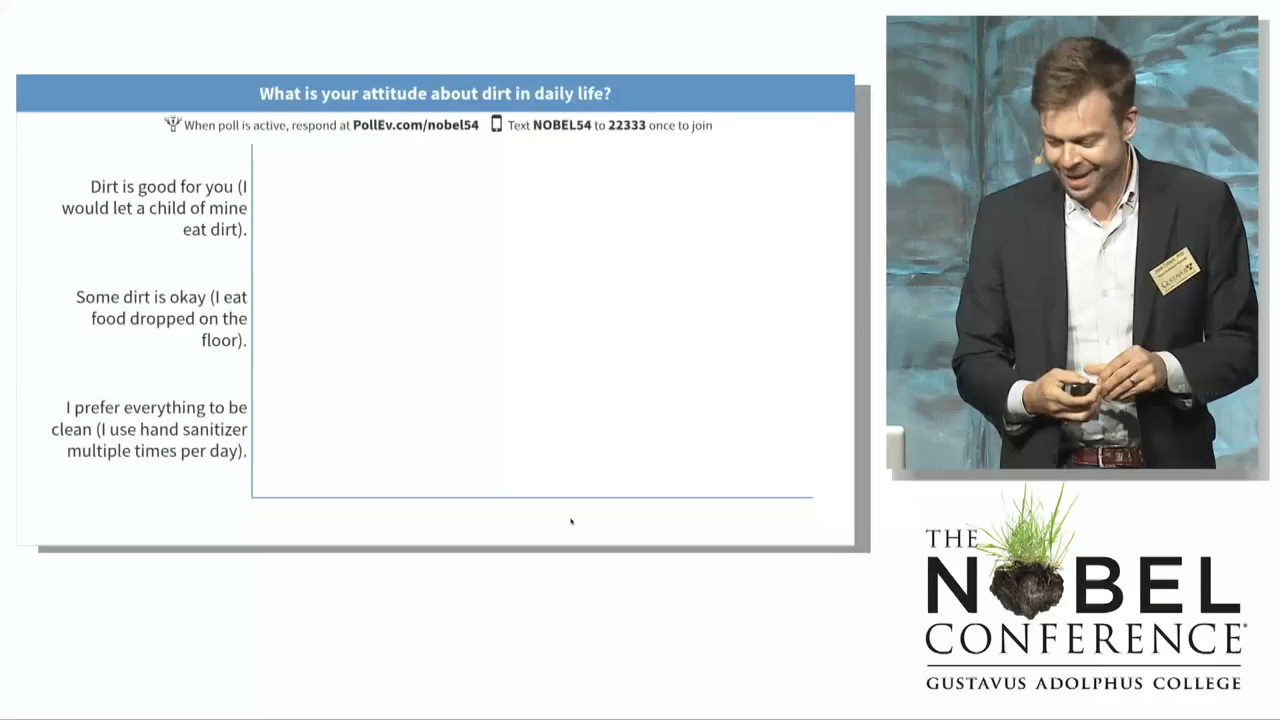 What is your attitude about dirt in daily life?
When poll is active, respond at PollEv.com/nobel54 Text NOBEL54 to 22333 once to join
Dirt is good for you (I
would let a child of mine
eat dirt).
Some dirt is okay (I eat
food dropped on the
floor).
I prefer everything to be
clean (I use hand sanitizer
multiple times per day).
GUSTAVUS
THE
NOBEL
CONFERENCE
GUSTAVUS ADOLPHUS COLLEGE